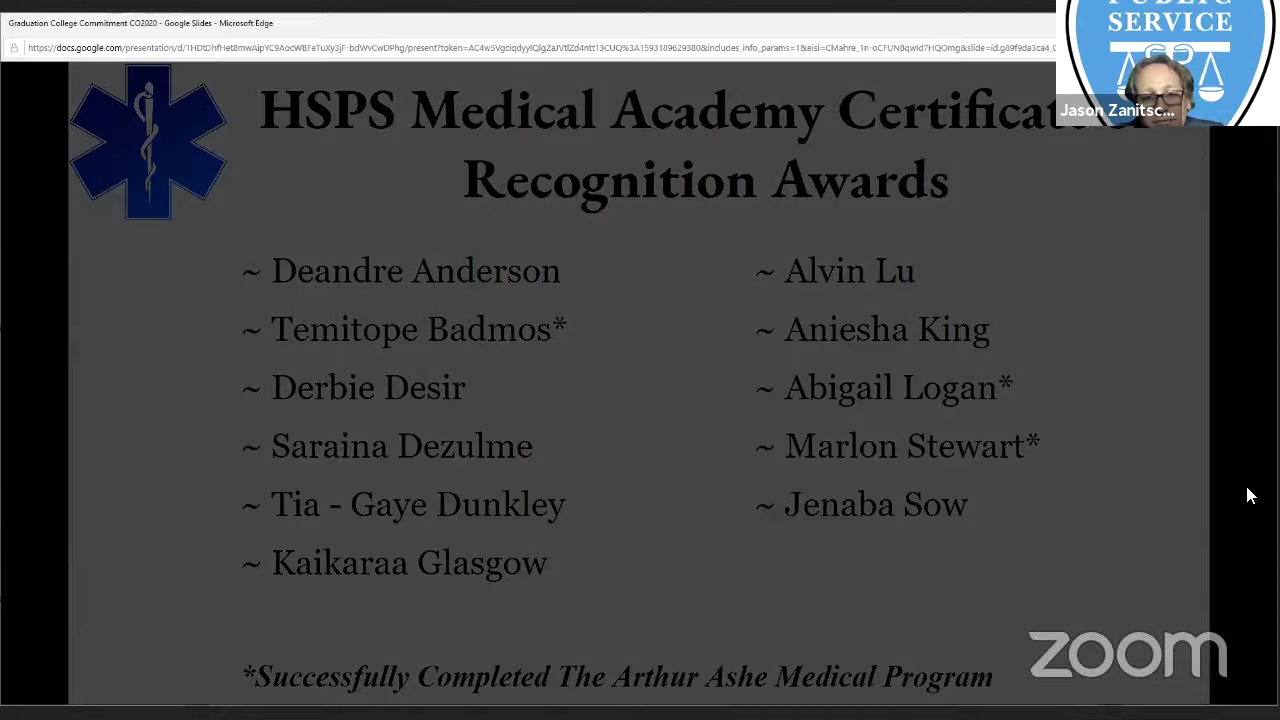 Graduation College Commitment CO2020 - Google Slides - Microsoft Edge
PUBLIC
SERVICE
Jason Zanitsc...
HSPS Medical Academy Certificate
Recognition Awards
~ Deandre Anderson
~ Temitope Badmos*
~ Derbie Desir
~ Saraina Dezulme
~ Tia - Gaye Dunkley
~ Kaikaraa Glasgow
~ Alvin Lu
~ Aniesha King
~ Abigail Logan*
~ Marlon Stewart*
~ Jenaba Sow
*Successfully Completed The Arthur Ashe Medical Program
zoom